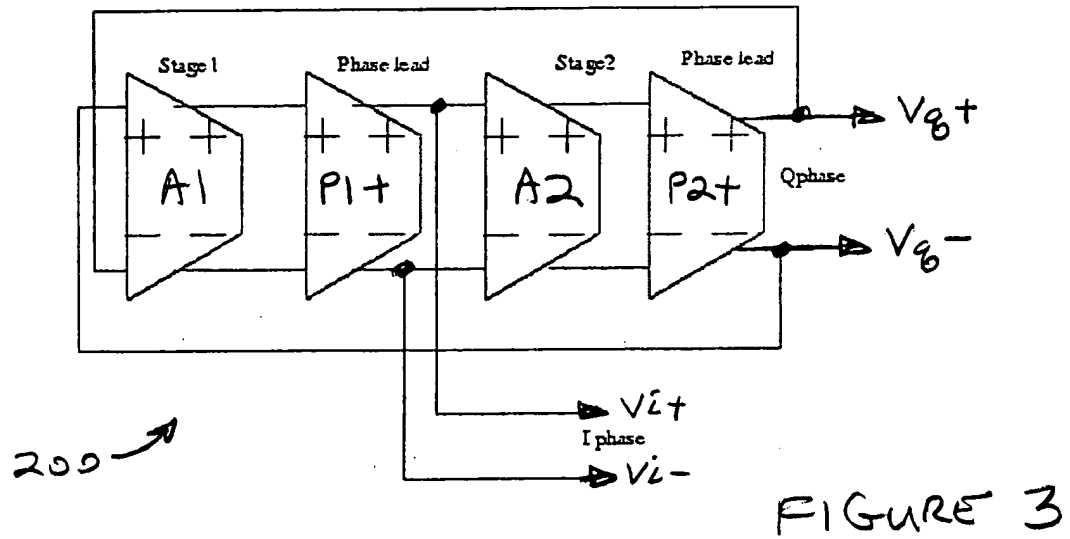 Stage1 Phase lead Stage2 Phase lead
+ + + + + + + +
A1 P1+ A2 P2+
− − − − − − − −
Vq+
Qphase
Vq−
Vi+
I phase
Vi−
200
FIGURE 3